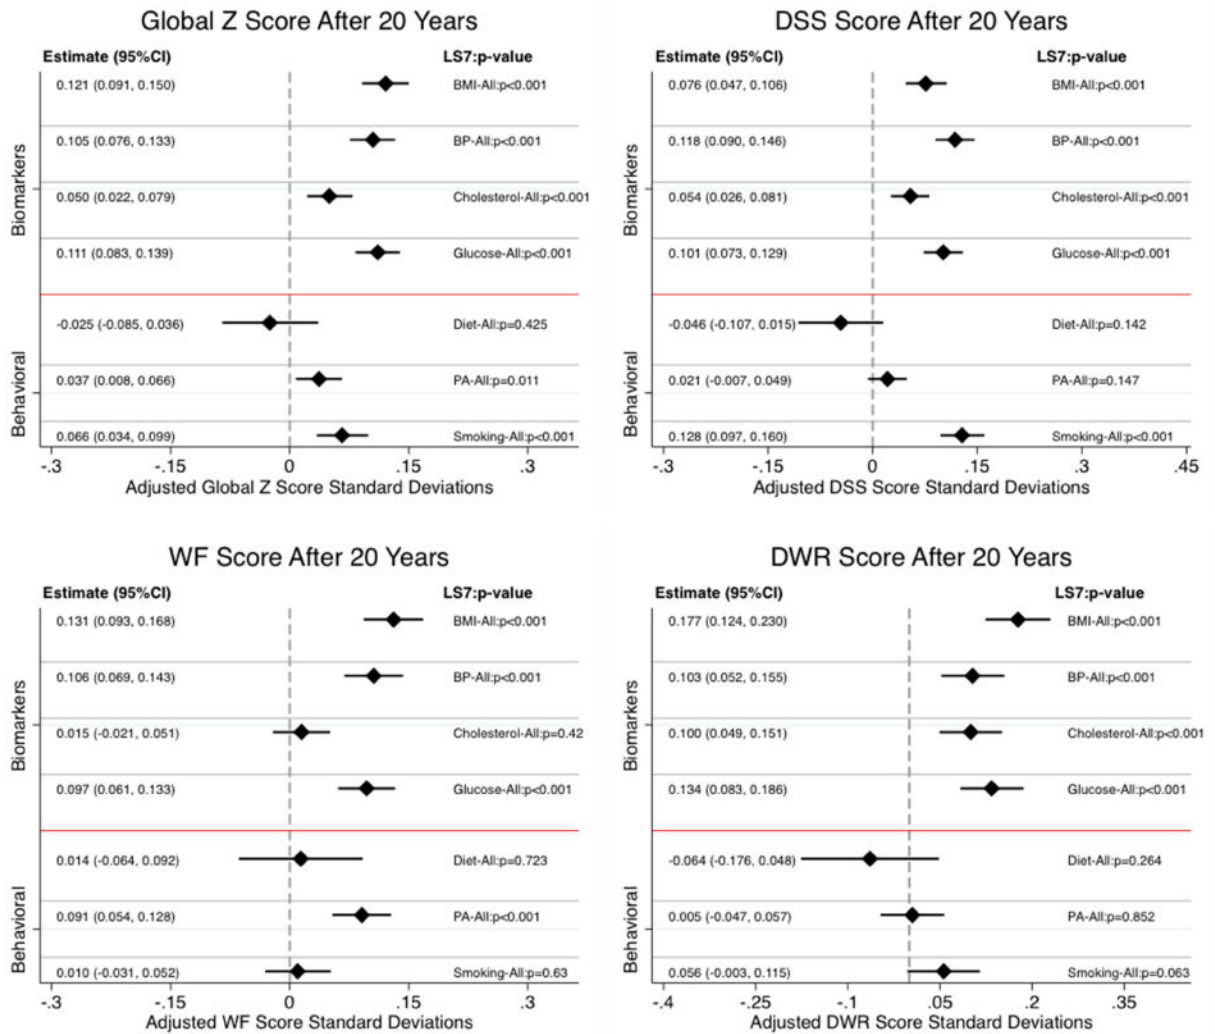 Global Z Score After 20 Years
Estimate (95%CI) LS7:p-value
Biomarkers
0.121 (0.091, 0.150) BMI-All:p<0.001
0.105 (0.076, 0.133) BP-All:p<0.001
0.050 (0.022, 0.079) Cholesterol-All:p<0.001
0.111 (0.083, 0.139) Glucose-All:p<0.001
Behavioral
-0.025 (-0.085, 0.036) Diet-All:p=0.425
0.037 (0.008, 0.066) PA-All:p=0.011
0.066 (0.034, 0.099) Smoking-All:p<0.001
-.3 -.15 0 .15 .3
Adjusted Global Z Score Standard Deviations
DSS Score After 20 Years
Estimate (95%CI) LS7:p-value
Biomarkers
0.076 (0.047, 0.106) BMI-All:p<0.001
0.118 (0.090, 0.146) BP-All:p<0.001
0.054 (0.026, 0.081) Cholesterol-All:p<0.001
0.101 (0.073, 0.129) Glucose-All:p<0.001
Behavioral
-0.046 (-0.107, 0.015) Diet-All:p=0.142
0.021 (-0.007, 0.049) PA-All:p=0.147
0.128 (0.097, 0.160) Smoking-All:p<0.001
-.3 -.15 0 .15 .3 .45
Adjusted DSS Score Standard Deviations
WF Score After 20 Years
Estimate (95%CI) LS7:p-value
Biomarkers
0.131 (0.093, 0.168) BMI-All:p<0.001
0.106 (0.069, 0.143) BP-All:p<0.001
0.015 (-0.021, 0.051) Cholesterol-All:p=0.42
0.097 (0.061, 0.133) Glucose-All:p<0.001
Behavioral
0.014 (-0.064, 0.092) Diet-All:p=0.723
0.091 (0.054, 0.128) PA-All:p<0.001
0.010 (-0.031, 0.052) Smoking-All:p=0.63
-.3 -.15 0 .15 .3
Adjusted WF Score Standard Deviations
DWR Score After 20 Years
Estimate (95%CI) LS7:p-value
Biomarkers
0.177 (0.124, 0.230) BMI-All:p<0.001
0.103 (0.052, 0.155) BP-All:p<0.001
0.100 (0.049, 0.151) Cholesterol-All:p<0.001
0.134 (0.083, 0.186) Glucose-All:p<0.001
Behavioral
-0.064 (-0.176, 0.048) Diet-All:p=0.264
0.005 (-0.047, 0.057) PA-All:p=0.852
0.056 (-0.003, 0.115) Smoking-All:p=0.063
-.4 -.25 -.1 .05 .2 .35
Adjusted DWR Score Standard Deviations